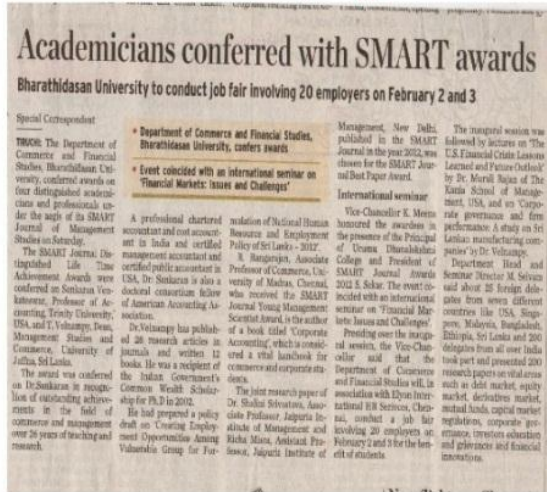 Academicians conferred with SMART awards
Bharathidasan University to conduct job fair involving 20 employers on February 2 and 3
Special Correspondent
TRICHI: The Department of
Commerce and Financial
Studies, Bharathidasan Uni-
versity, conferred awards on
four distinguished academi-
cians and professionals un-
der the aegis of its SMART
Journal of Management
Studies on Saturday.
The SMART Journal Dis-
tinguished Life Time
Achievement Awards were
conferred on Senkaran Venk-
Professor of Ac-
counting, Trinity University,
USA, and T. Velnampy, Dean,
Management Studies and
Commerce, University of
Jaffna, Sri Lanka.
The award was conferred
on Dr.Senkaran in recogni-
tion of outstanding achieve-
ments in the field of
commerce and management
over 26 years of teaching and
research.
• Department of Commerce and Financial Studies,
Bharathidasan University, confers awards
• Event coincided with an international seminar on
'Financial Markets: Issues and Challenges'
A professional chartered
accountant and cost account-
ant in India and certified
management accountant and
certified public accountant in
USA, Dr. Senkaran is also a
doctoral consortium fellow
of American Accounting As-
sociation.
Dr.Velnampy has publish-
ed 28 research articles in
journals and written 12
books. He was a recipient of
the Indian Government's
Common Wealth Scholar-
ship for Ph.D in 2002.
He had prepared a policy
draft on 'Creating Employ-
ment Opportunities Among
Vulnerable Group for For-
mulation of National Human
Resource and Employment
Policy of Sri Lanka - 2012'.
R. Rangarajan, Associate
Professor of Commerce, Uni-
versity of Madras, Chennai,
who received the SMART
Journal Young Management
Scientist Award, is the author
of a book titled 'Corporate
Accounting', which is consid-
ered a vital handbook for
commerce and corporate stu-
dents.
The joint research paper of
Dr. Shalini Srivastava, Asso-
ciate Professor, Jaipuria In-
stitute of Management and
Richa Misra, Assistant Pro-
fessor, Jaipuria Institute of
Management, New Delhi,
published in the SMART
Journal in the year 2012, was
chosen for the SMART Jour-
nal Best Paper Award.
International seminar
Vice-Chancellor K. Meena
honoured the awardees in
the presence of the Principal
of Urumu Dhanalakshmi
College and President of
SMART Journal Awards
2012 S. Sekar. The event co-
incided with an international
seminar on 'Financial Mar-
kets: Issues and Challenges'.
Presiding over the inaugu-
ral session, the Vice-Chan-
cellor said that the
Department of Commerce
and Financial Studies will, in
association with Elyon Inter-
national HR Services, Chen-
nai, conduct a job fair
involving 20 employers on
February 2 and 3 for the ben-
efit of students.
The inaugural session was
followed by lectures on 'The
U.S. Financial Crisis: Lessons
Learned and Future Outlook'
by Dr. Murali Rajan of The
Kania School of Manage-
ment, USA, and on 'Corpo-
rate governance and firm
performance: A study on Sri
Lankan manufacturing com-
panies' by Dr. Velnampy.
Department Head and
Seminar Director M. Selvam
said about 25 foreign dele-
gates from seven different
countries like USA, Singa-
pore, Malaysia, Bangladesh,
Ethiopia, Sri Lanka and 200
delegates from all over India
took part and presented 200
research papers on vital areas
such as debt market, equity
market, derivatives market,
mutual funds, capital market
regulations, corporate gov-
ernance, investors education
and grievances and financial
innovations.